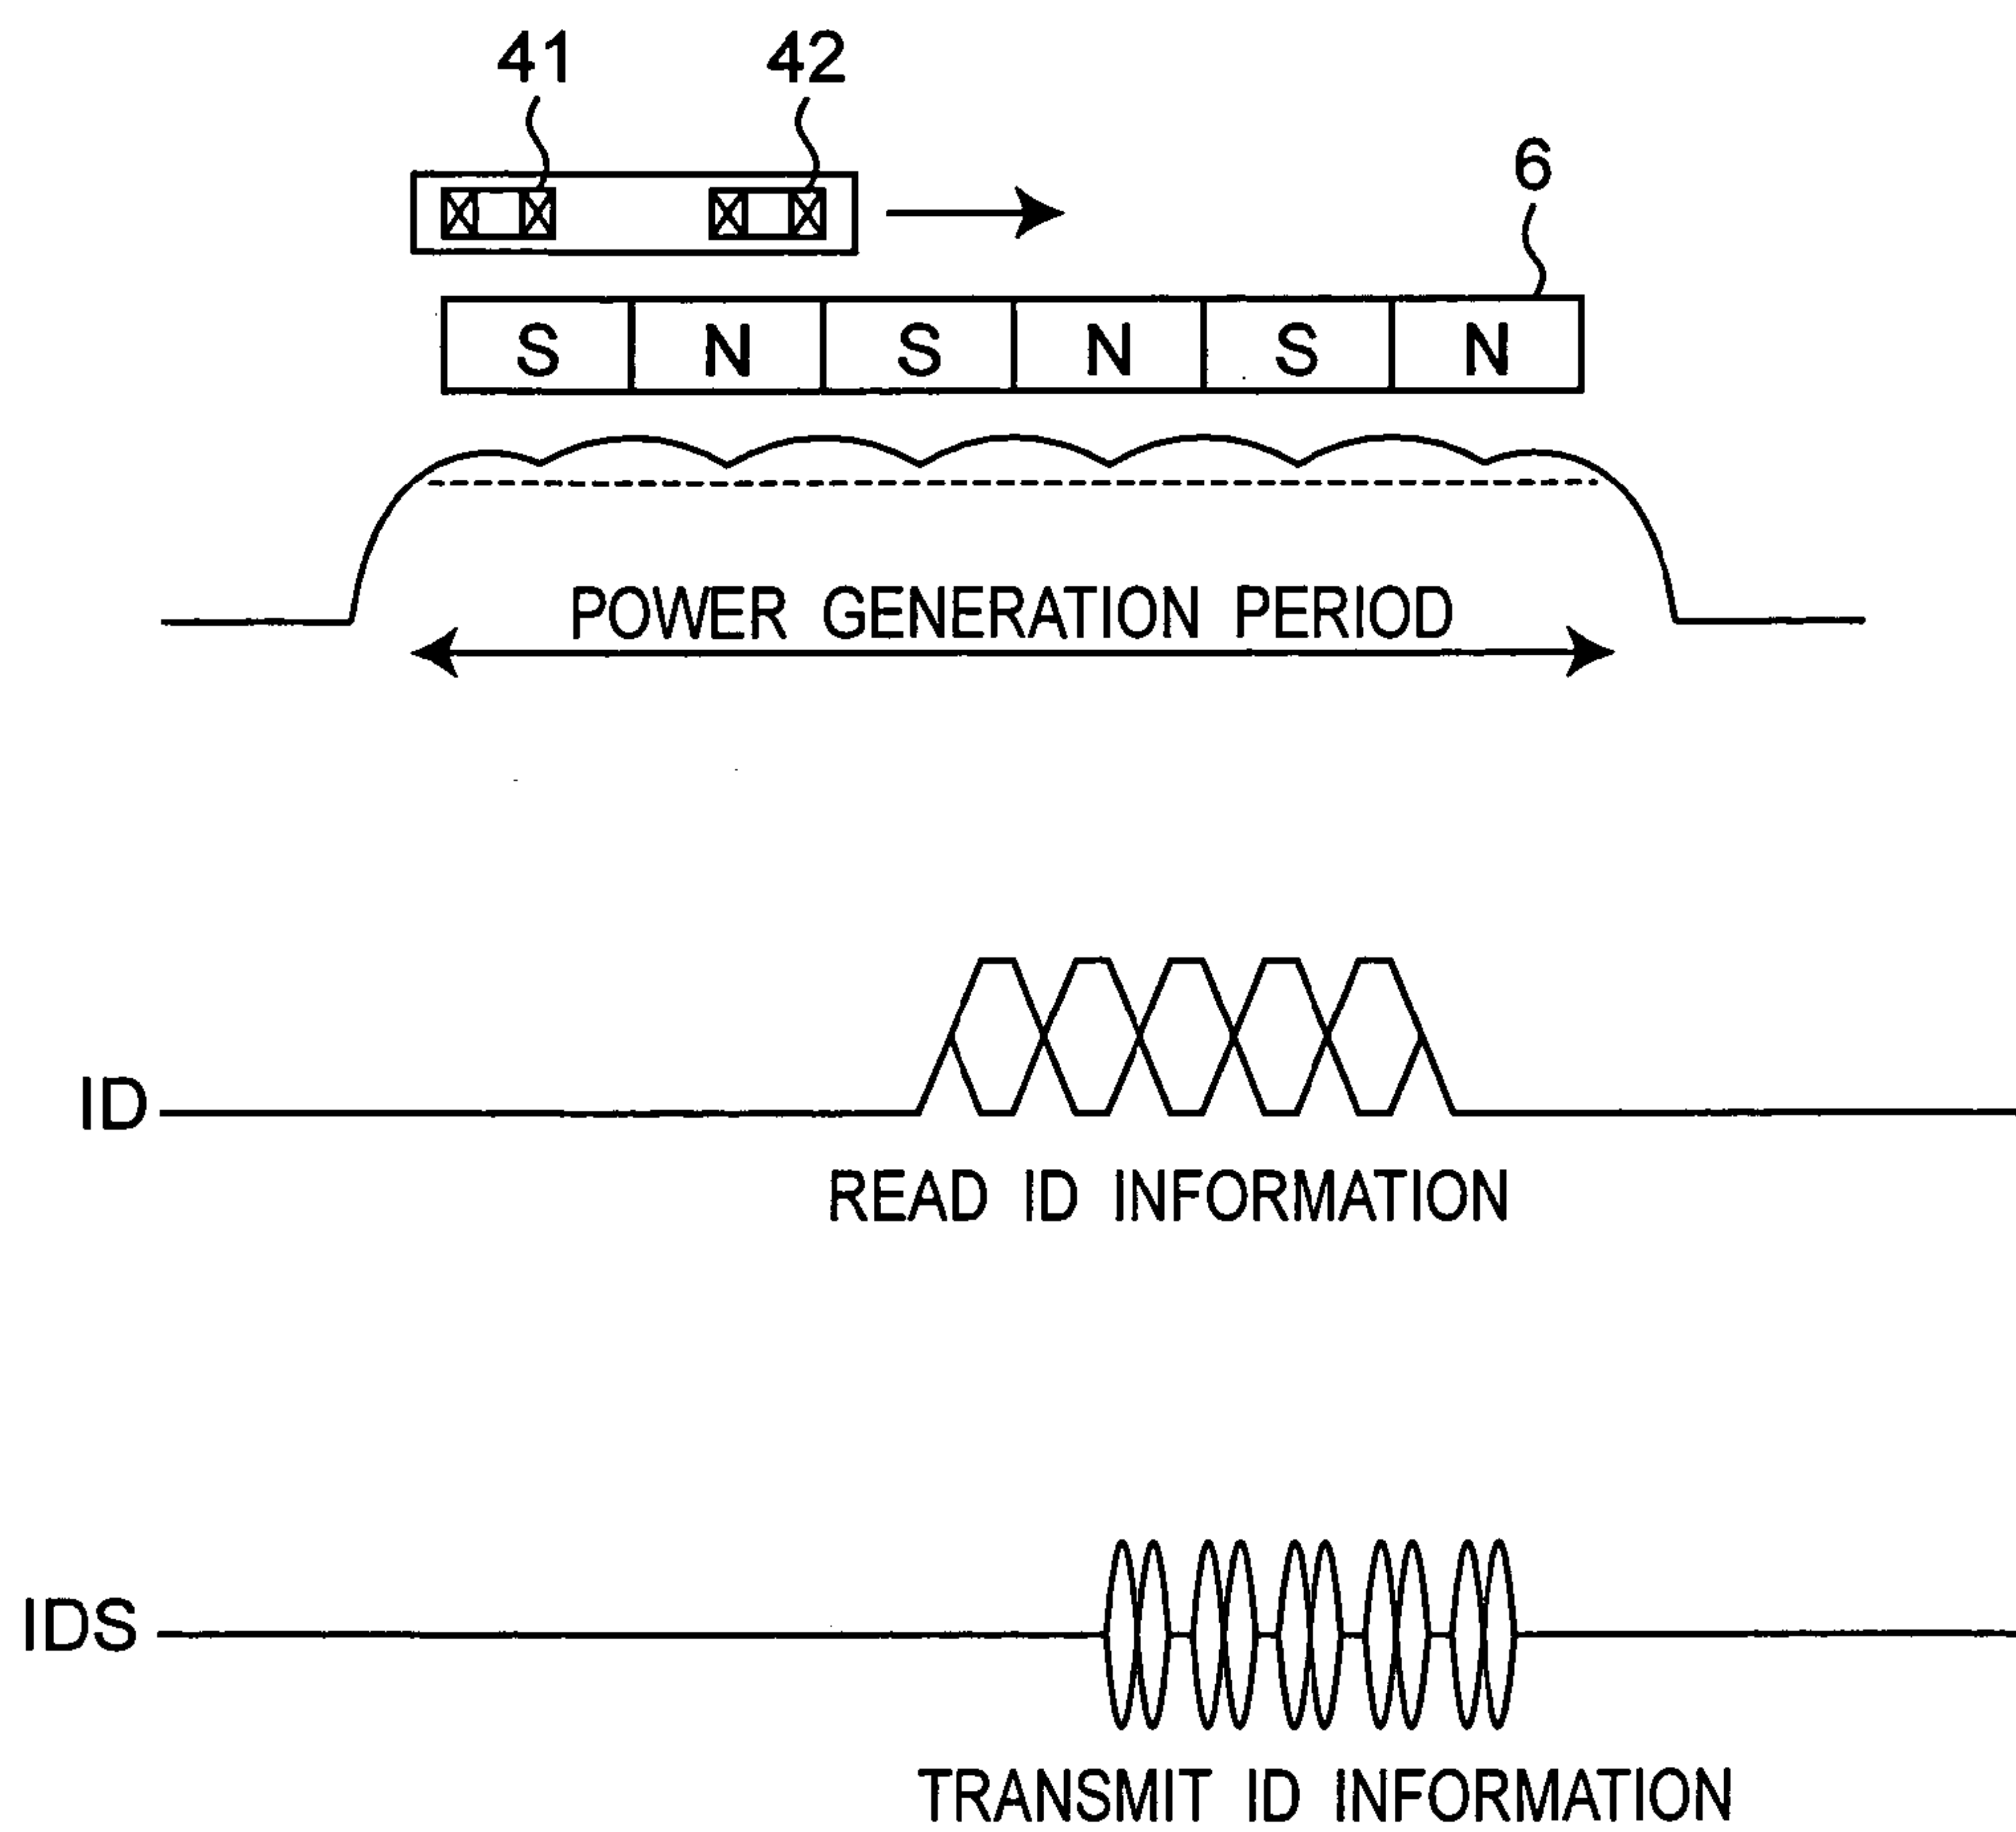 41 42
6
S N S N S N
POWER GENERATION PERIOD
ID
READ ID INFORMATION
IDS
TRANSMIT ID INFORMATION